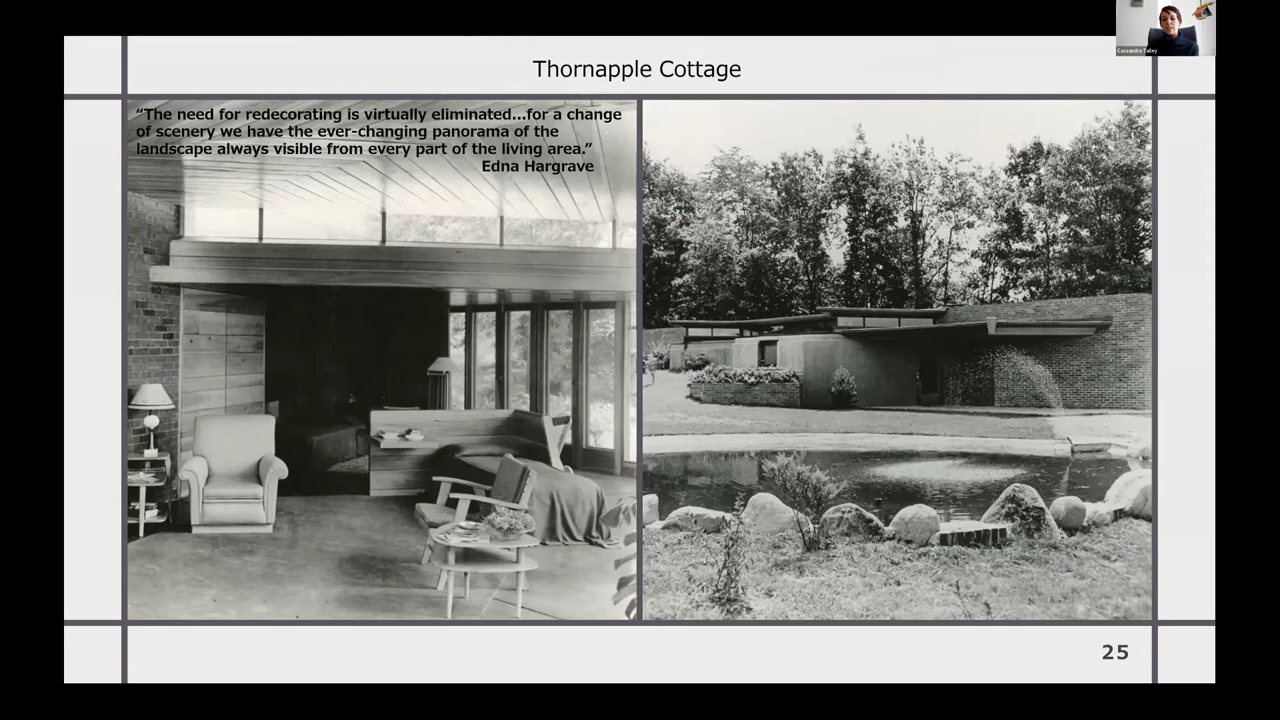 Cassandra Talley
Thornapple Cottage
“The need for redecorating is virtually eliminated...for a change
of scenery we have the ever-changing panorama of the
landscape always visible from every part of the living area.”
Edna Hargrave
25